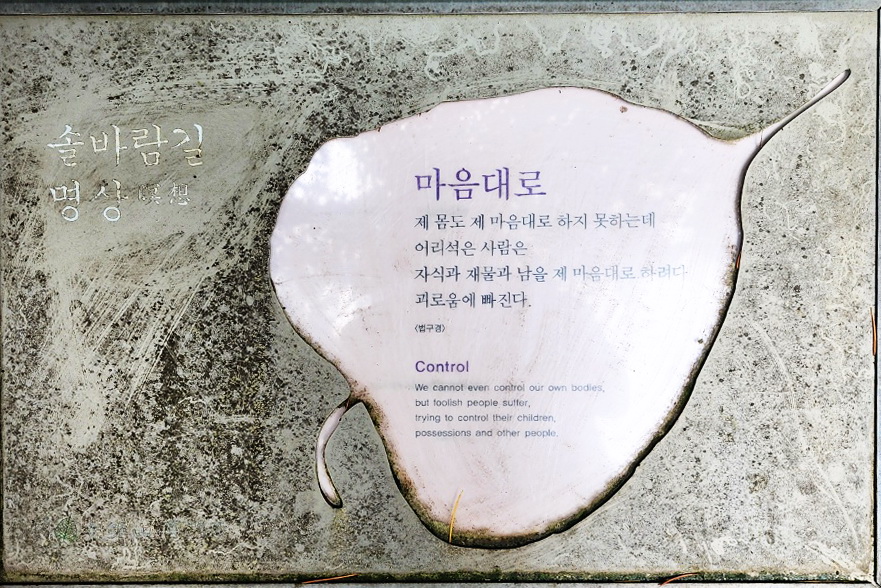 솔바람길
명상 冥想
마음대로
제 몸도 제 마음대로 하지 못하는데
어리석은 사람은
자식과 재물과 남을 제 마음대로 하려다
괴로움에 빠진다.
<법구경>
Control
We cannot even control our own bodies,
but foolish people suffer,
trying to control their children,
possessions and other people.